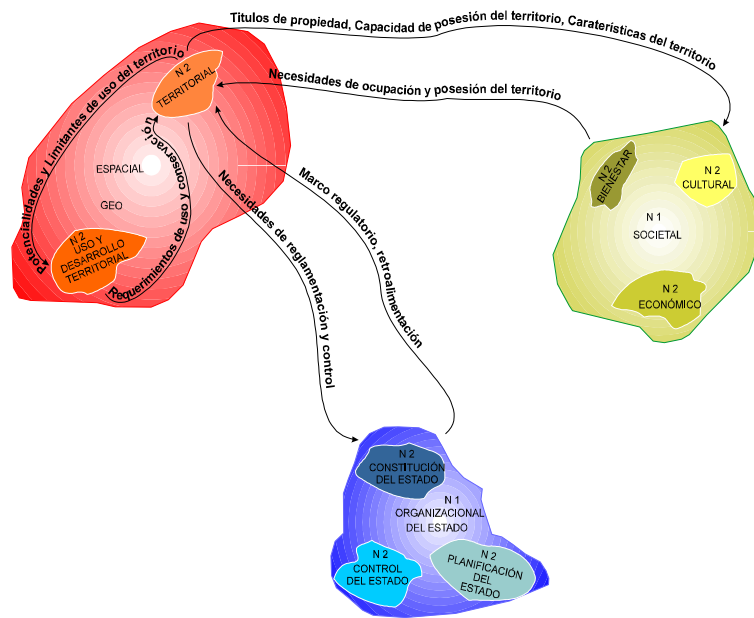 Titulos de propiedad, Capacidad de posesión del territorio, Carateristicas del territorio
Necesidades de ocupación y posesión del territorio
Potencialidades y Limitantes de uso del territorio
N 2
TERRITORIAL
ESPACIAL
GEO
N 2
USO Y
DESARROLLO
TERRITORIAL
Requerimientos de uso y conservación
Necesidades de reglamentación y control
Marco regulatorio, retroalimentación
N 2
BIENESTAR
N 2
CULTURAL
N 1
SOCIETAL
N 2
ECONÓMICO
N 2
CONSTITUCIÓN
DEL ESTADO
N 1
ORGANIZACIONAL
DEL ESTADO
N 2
CONTROL
DEL ESTADO
N 2
PLANIFICACIÓN
DEL
ESTADO